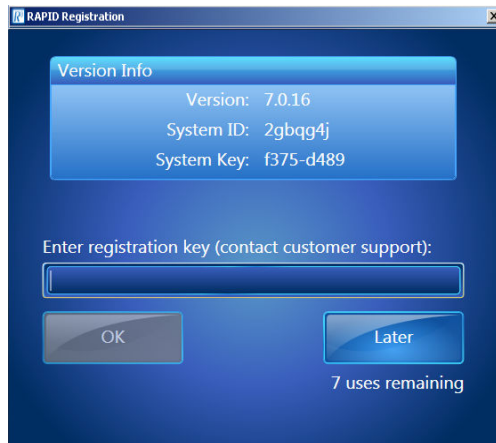 RAPID Registration
Version Info
Version: 7.0.16
System ID: 2gbqg4j
System Key: f375-d489
Enter registration key (contact customer support):
OK
Later
7 uses remaining